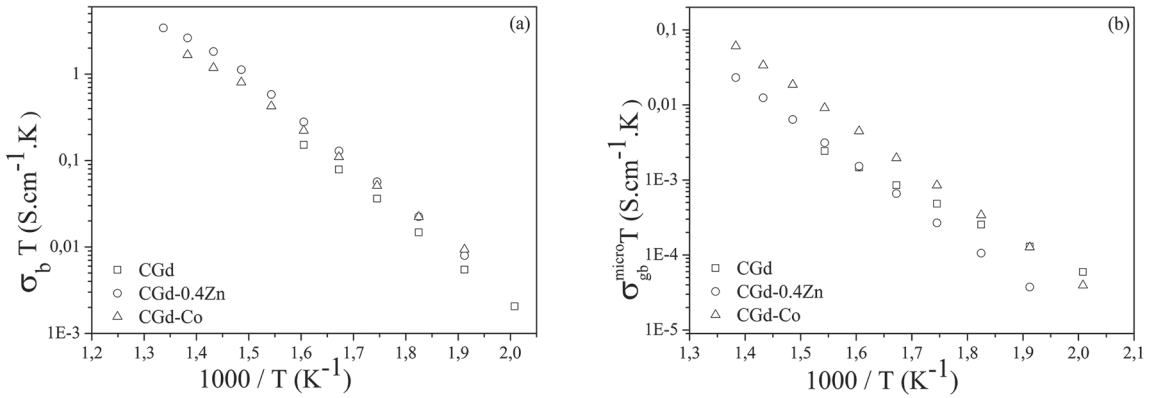 (a)
1
0,1
0,01
1E-3
σb T (S.cm-1.K)
CGd
CGd-0.4Zn
CGd-Co
1,2 1,3 1,4 1,5 1,6 1,7 1,8 1,9 2,0
1000 / T (K-1)
(b)
0,1
0,01
1E-3
1E-4
1E-5
σgb micro T (S.cm-1.K)
CGd
CGd-0.4Zn
CGd-Co
1,3 1,4 1,5 1,6 1,7 1,8 1,9 2,0 2,1
1000 / T (K-1)